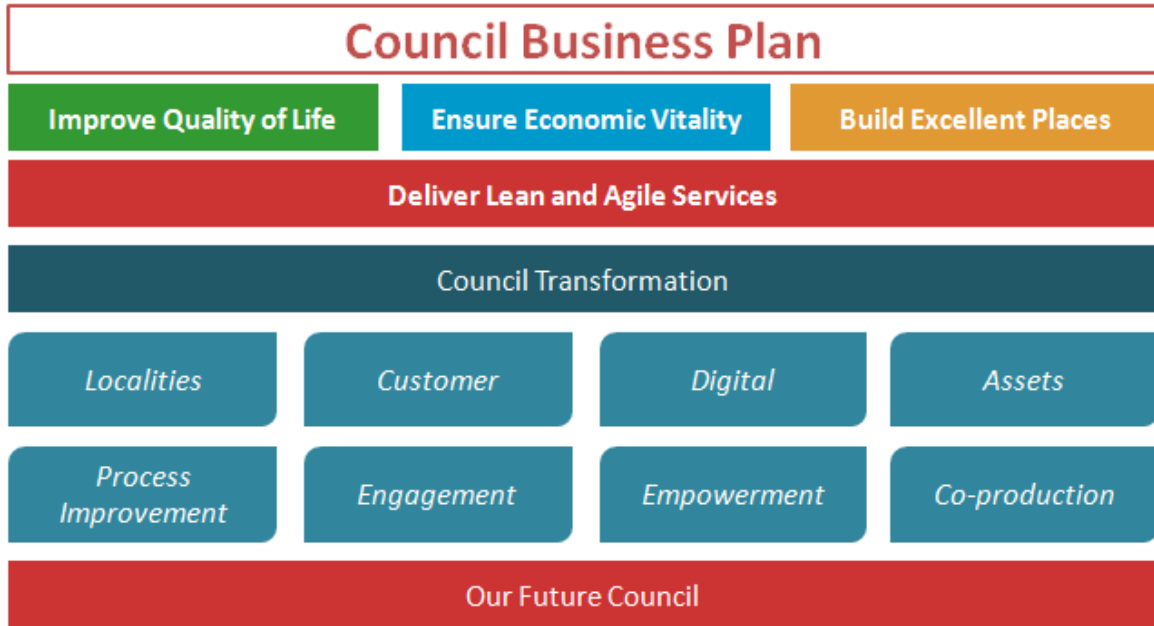 Council Business Plan
Improve Quality of Life
Ensure Economic Vitality
Build Excellent Places
Deliver Lean and Agile Services
Council Transformation
Localities
Customer
Digital
Assets
Process
Improvement
Engagement
Empowerment
Co-production
Our Future Council